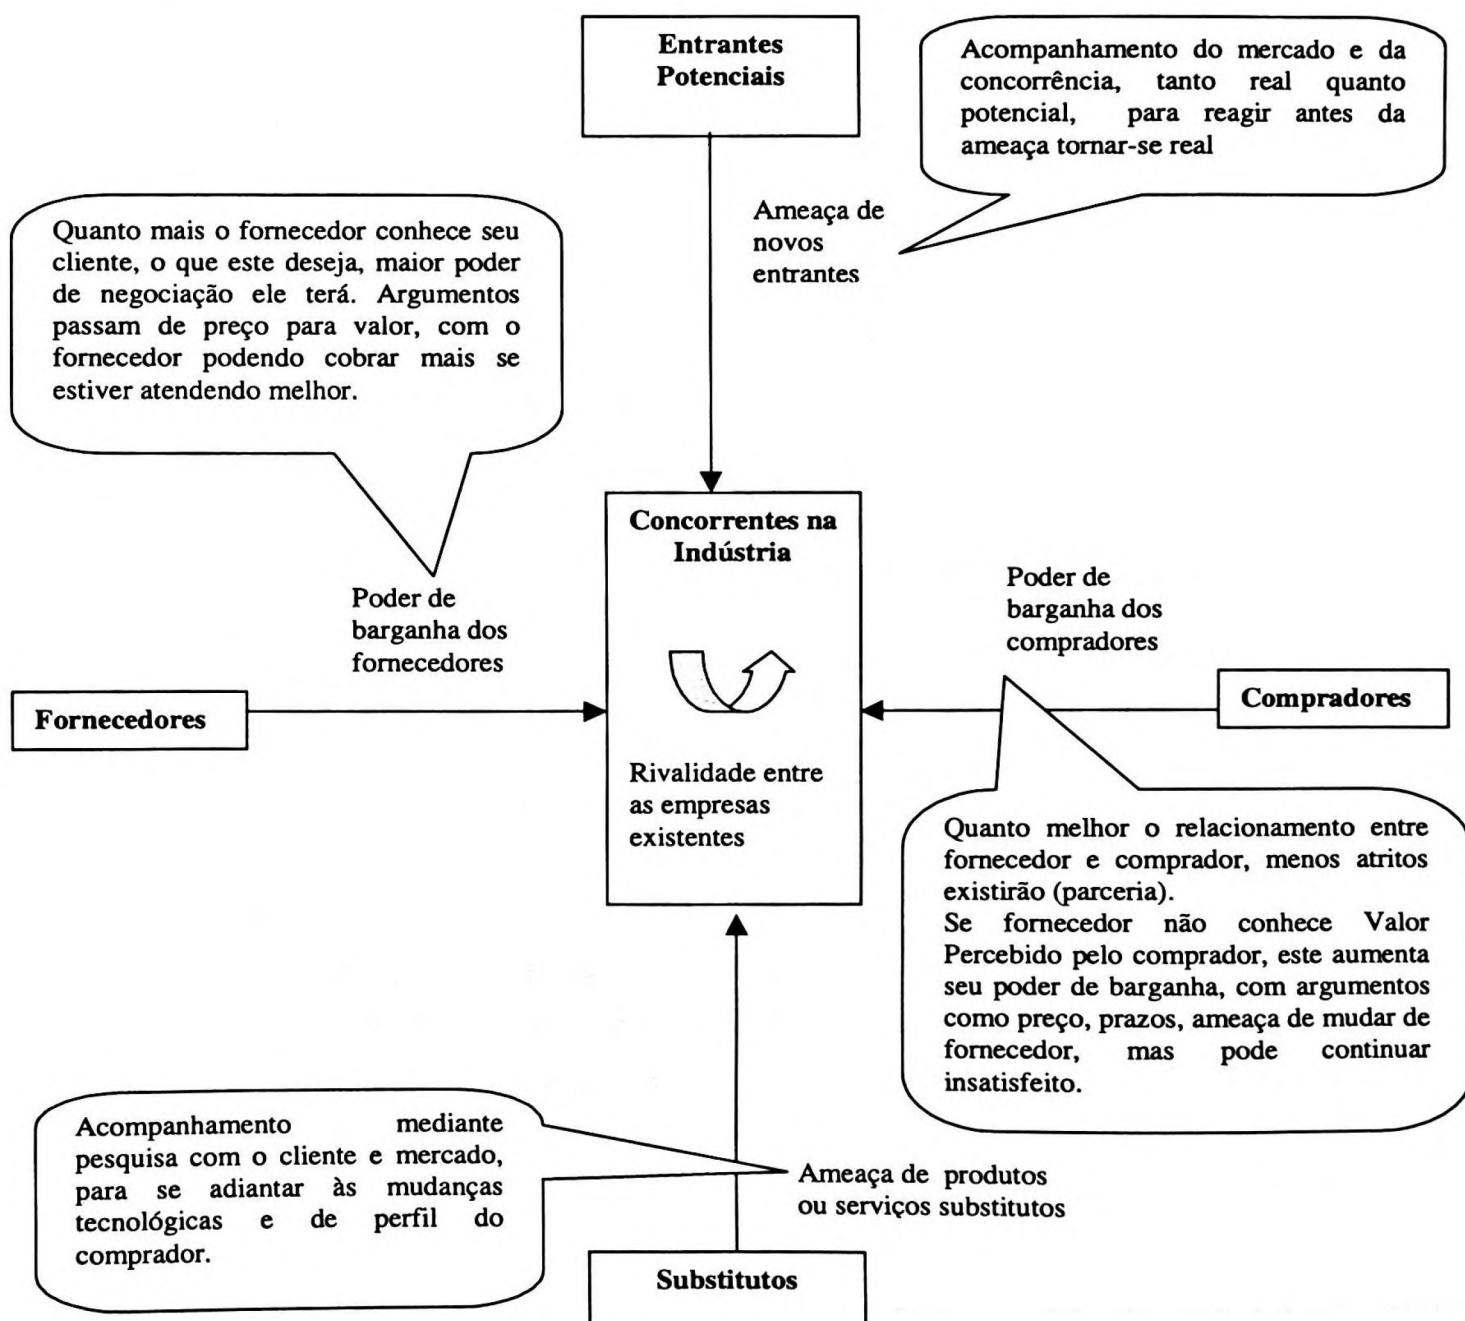 Entrantes
Potenciais
Acompanhamento do mercado e da
concorrência, tanto real quanto
potencial, para reagir antes da
ameaça tornar-se real
Ameaça de
novos
entrantes
Quanto mais o fornecedor conhece seu
cliente, o que este deseja, maior poder
de negociação ele terá. Argumentos
passam de preço para valor, com o
fornecedor podendo cobrar mais se
estiver atendendo melhor.
Concorrentes na
Indústria
Poder de
barganha dos
fornecedores
Poder de
barganha dos
compradores
Fornecedores
Compradores
Rivalidade entre
as empresas
existentes
Quanto melhor o relacionamento entre
fornecedor e comprador, menos atritos
existirão (parceria).
Se fornecedor não conhece Valor
Percebido pelo comprador, este aumenta
seu poder de barganha, com argumentos
como preço, prazos, ameaça de mudar de
fornecedor, mas pode continuar
insatisfeito.
Acompanhamento mediante
pesquisa com o cliente e mercado,
para se adiantar às mudanças
tecnológicas e de perfil do
comprador.
Ameaça de produtos
ou serviços substitutos
Substitutos